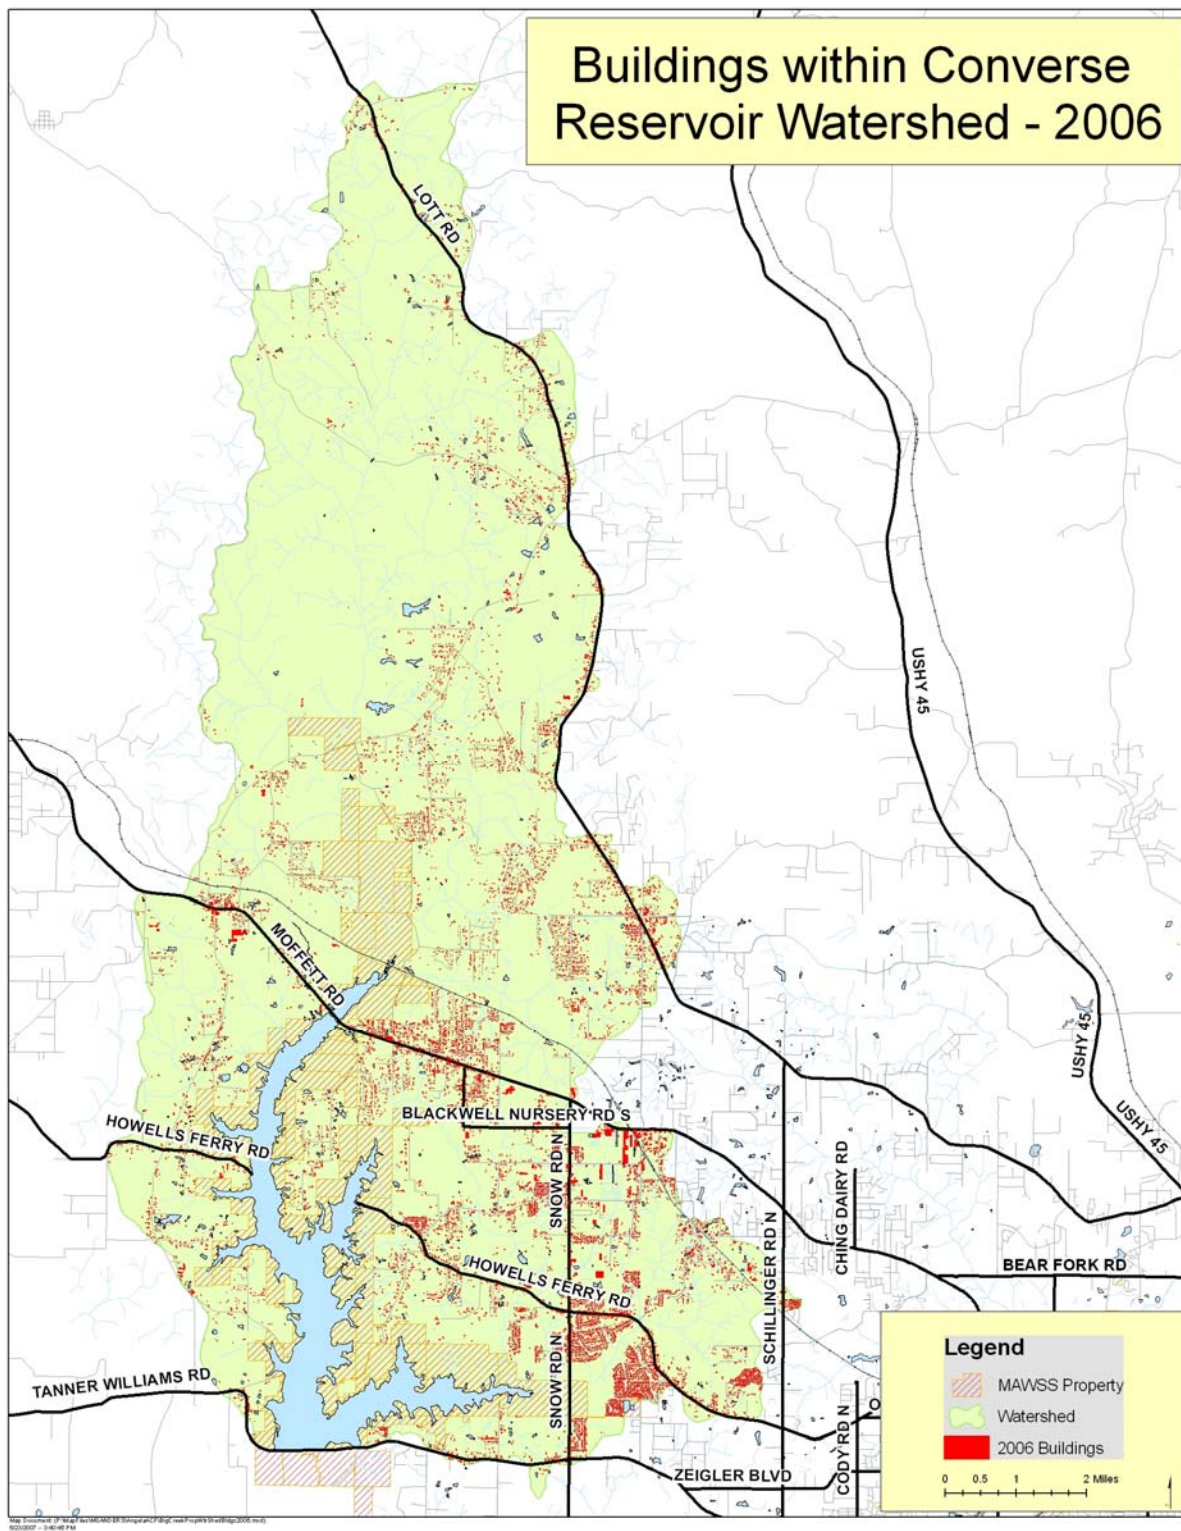 Buildings within Converse
Reservoir Watershed - 2006
LOTT RD
USHY 45
MOFFETT RD
USHY 45
USHY 45
BLACKWELL NURSERY RD S
HOWELLS FERRY RD
SNOW RD N
CHING DAIRY RD
SCHILLINGER RD N
BEAR FORK RD
HOWELLS FERRY RD
TANNER WILLIAMS RD
SNOW RD N
CODY RD N
O
ZEIGLER BLVD
Legend
MAWSS Property
Watershed
2006 Buildings
0 0.5 1 2 Miles